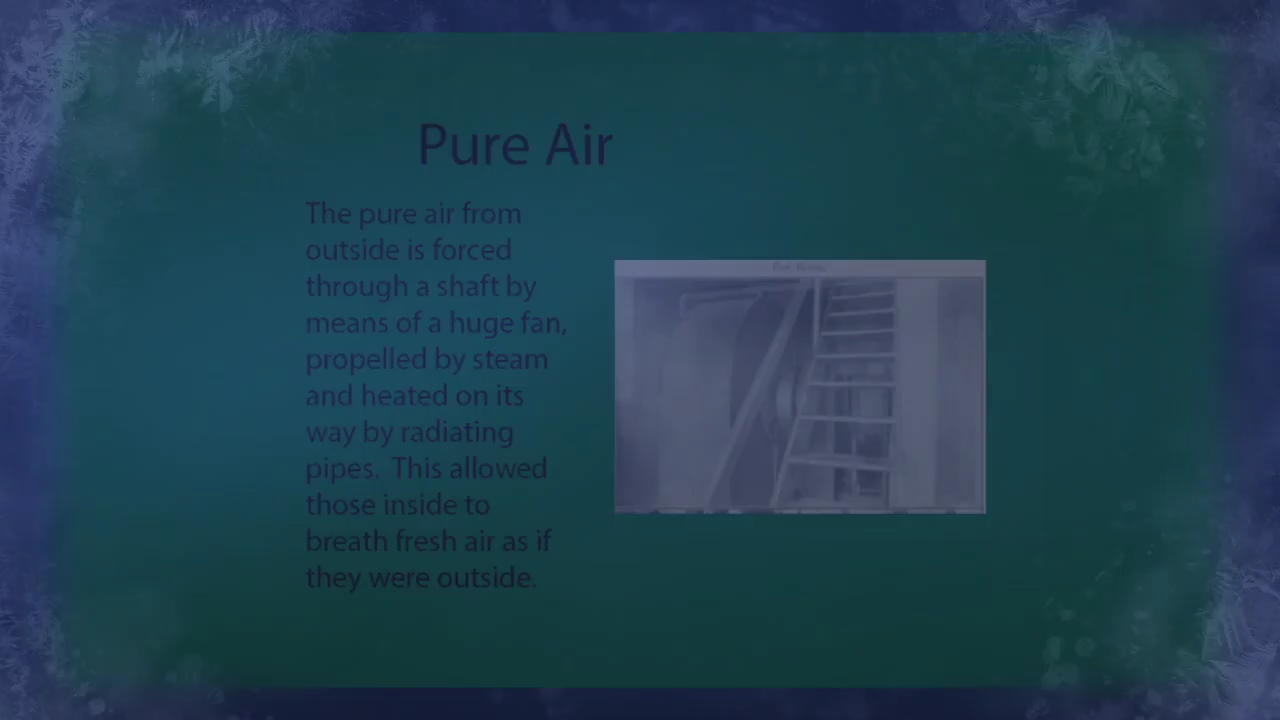 Pure Air
The pure air from
outside is forced
through a shaft by
means of a huge fan,
propelled by steam
and heated on its
way by radiating
pipes.  This allowed
those inside to
breath fresh air as if
they were outside.